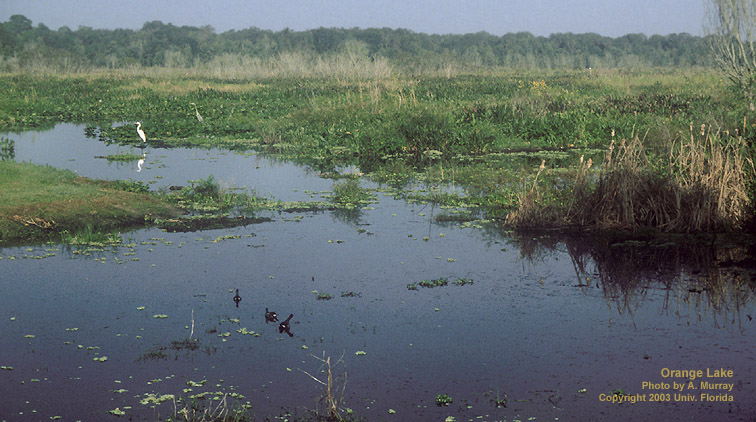 Orange Lake
Photo by A. Murray
Copyright 2003 Univ. Florida